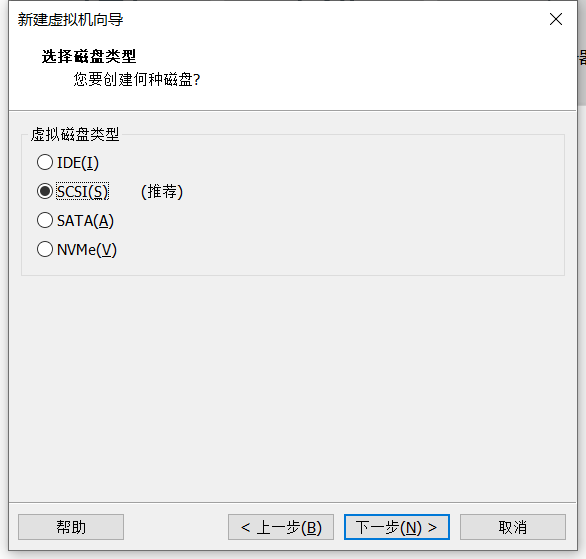 新建虚拟机向导
选择磁盘类型
您要创建何种磁盘?
虚拟磁盘类型
IDE(I)
SCSI(S) (推荐)
SATA(A)
NVMe(V)
帮助 < 上一步(B) 下一步(N) > 取消